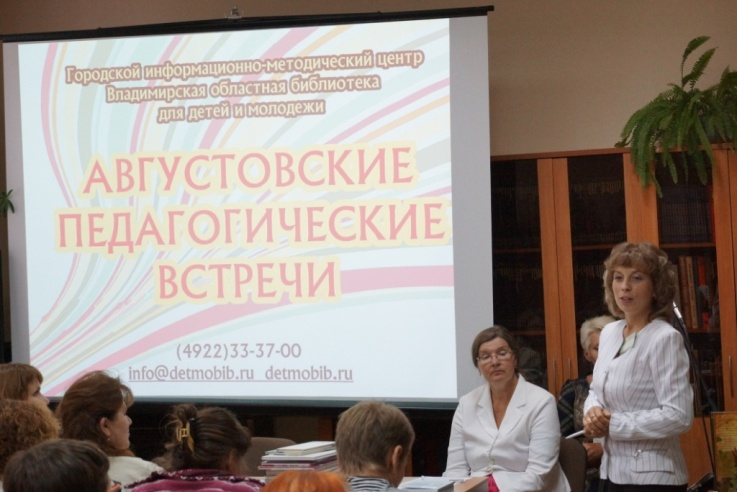 Городской информационно-методический центр
Владимирская областная библиотека
для детей и молодежи
АВГУСТОВСКИЕ
ПЕДАГОГИЧЕСКИЕ
ВСТРЕЧИ
(4922)33-37-00
info@detmobib.ru detmobib.ru